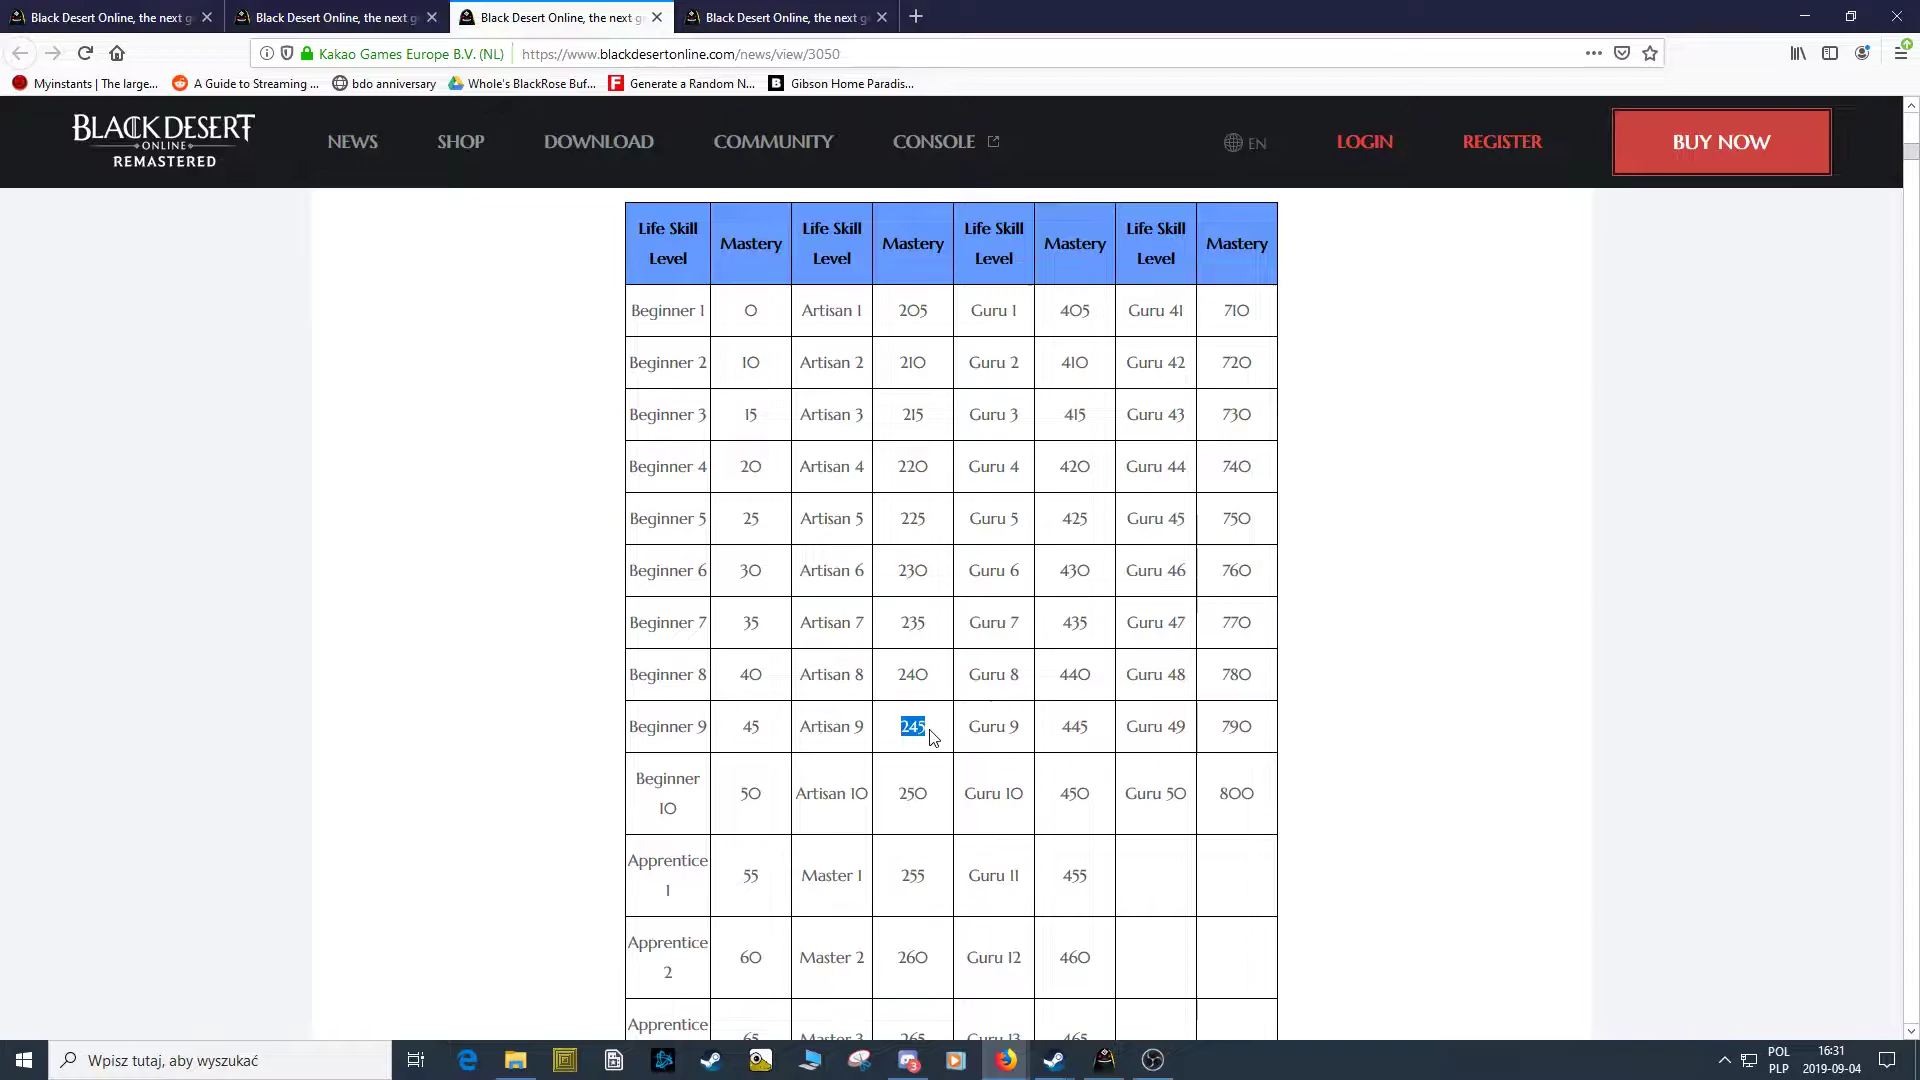 Black Desert Online, the next g
Black Desert Online, the next g
Black Desert Online, the next g
Black Desert Online, the next g
Kakao Games Europe B.V. (NL)
https://www.blackdesertonline.com/news/view/3050
Myinstants | The large...
A Guide to Streaming ...
bdo anniversary
Whole's BlackRose Buf...
Generate a Random N...
Gibson Home Paradis...
BLACK DESERT
ONLINE
REMASTERED
NEWS
SHOP
DOWNLOAD
COMMUNITY
CONSOLE
EN
LOGIN
REGISTER
BUY NOW
Life Skill Level Mastery Life Skill Level Mastery Life Skill Level Mastery Life Skill Level Mastery
Beginner 1 0 Artisan 1 205 Guru 1 405 Guru 41 710
Beginner 2 10 Artisan 2 210 Guru 2 410 Guru 42 720
Beginner 3 15 Artisan 3 215 Guru 3 415 Guru 43 730
Beginner 4 20 Artisan 4 220 Guru 4 420 Guru 44 740
Beginner 5 25 Artisan 5 225 Guru 5 425 Guru 45 750
Beginner 6 30 Artisan 6 230 Guru 6 430 Guru 46 760
Beginner 7 35 Artisan 7 235 Guru 7 435 Guru 47 770
Beginner 8 40 Artisan 8 240 Guru 8 440 Guru 48 780
Beginner 9 45 Artisan 9 245 Guru 9 445 Guru 49 790
Beginner 10 50 Artisan 10 250 Guru 10 450 Guru 50 800
Apprentice 1 55 Master 1 255 Guru 11 455
Apprentice 2 60 Master 2 260 Guru 12 460
Apprentice 65 Master 3 265 Guru 13 465
Wpisz tutaj, aby wyszukać
POL
PLP
16:31
2019-09-04